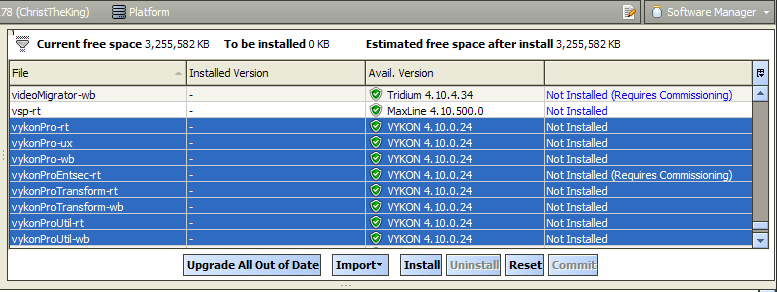 78 (ChristTheKing) Platform Software Manager
Current free space 3,255,582 KB To be installed 0 KB Estimated free space after install 3,255,582 KB
File Installed Version Avail. Version
videoMigrator-wb - Tridium 4.10.4.34 Not Installed (Requires Commissioning)
vsp-rt - MaxLine 4.10.500.0 Not Installed
vykonPro-rt - VYKON 4.10.0.24 Not Installed
vykonPro-ux - VYKON 4.10.0.24 Not Installed
vykonPro-wb - VYKON 4.10.0.24 Not Installed
vykonProEntsec-rt - VYKON 4.10.0.24 Not Installed (Requires Commissioning)
vykonProTransform-rt - VYKON 4.10.0.24 Not Installed
vykonProTransform-wb - VYKON 4.10.0.24 Not Installed
vykonProUtil-rt - VYKON 4.10.0.24 Not Installed
vykonProUtil-wb - VYKON 4.10.0.24 Not Installed
Upgrade All Out of Date Import Install Uninstall Reset Commit